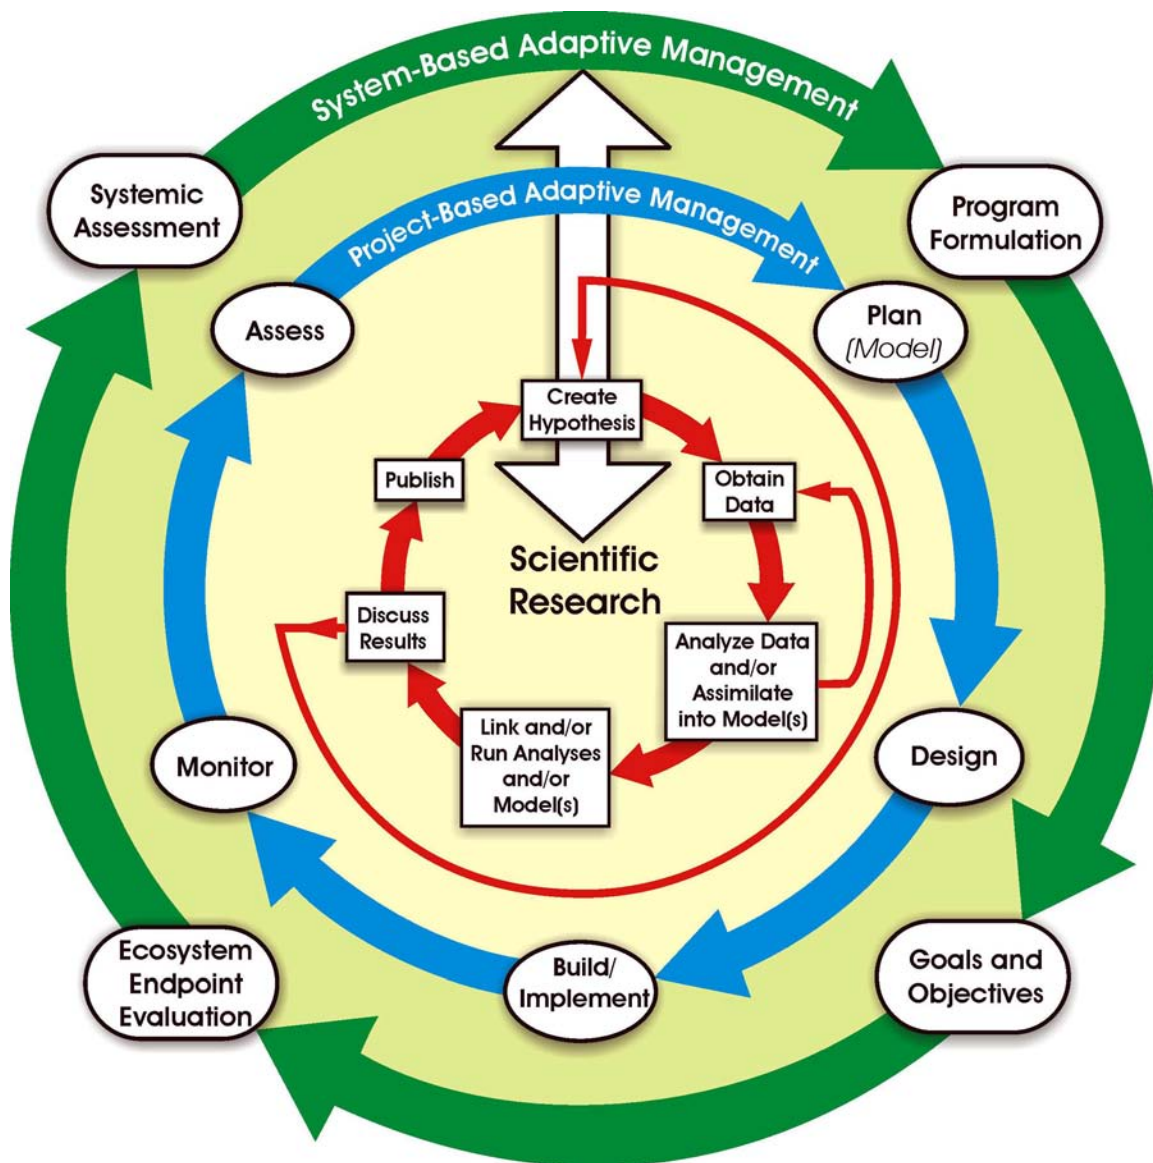 System-Based Adaptive Management
Systemic
Assessment
Program
Formulation
Project-Based Adaptive Management
Assess
Plan
(Model)
Create
Hypothesis
Publish
Obtain
Data
Scientific
Research
Discuss
Results
Analyze Data
and/or
Assimilate
into Model(s)
Link and/or
Run Analyses
and/or
Model(s)
Monitor
Design
Ecosystem
Endpoint
Evaluation
Build/
Implement
Goals and
Objectives